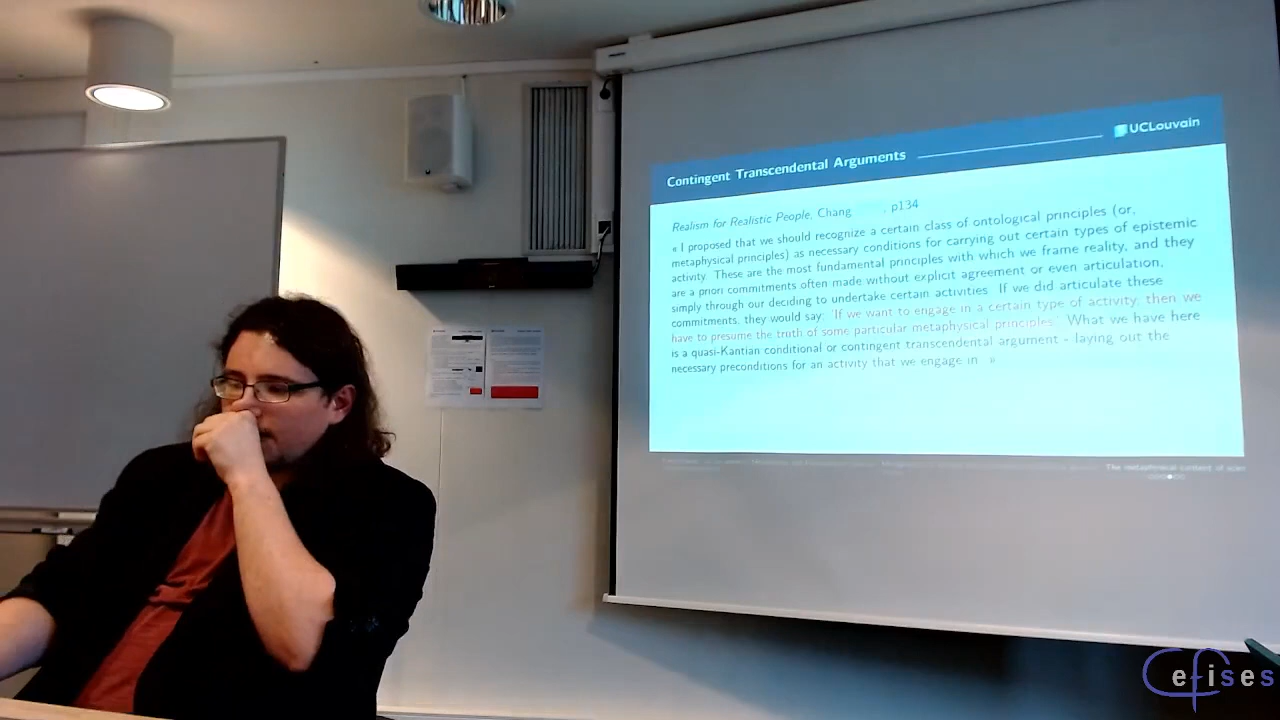 UCLouvain
Contingent Transcendental Arguments
Realism for Realistic People, Chang , p134
« I proposed that we should recognize a certain class of ontological principles (or,
metaphysical principles) as necessary conditions for carrying out certain types of epistemic
activity. These are the most fundamental principles with which we frame reality, and they
are a priori commitments often made without explicit agreement or even articulation,
simply through our deciding to undertake certain activities. If we did articulate these
commitments, they would say: 'If we want to engage in a certain type of activity, then we
have to presume the truth of some particular metaphysical principles.' What we have here
is a quasi-Kantian conditional or contingent transcendental argument - laying out the
necessary preconditions for an activity that we engage in »
The metaphysical content of scien
efises